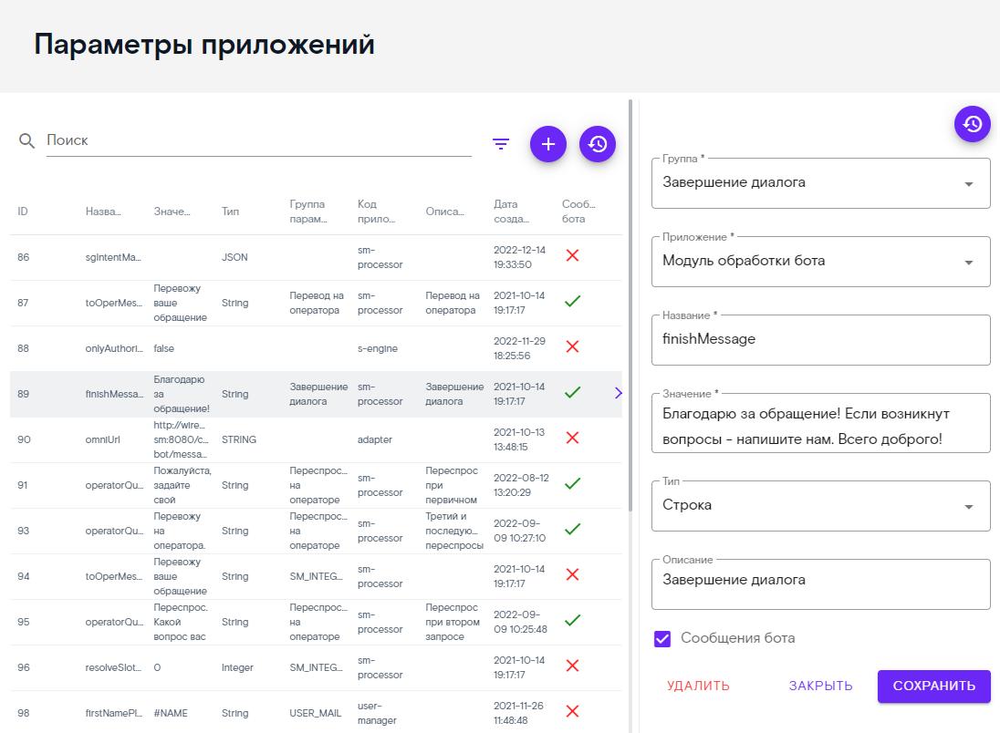 Параметры приложений
Поиск
ID Назва... Значе... Тип Группа парам... Код прило... Описа... Дата созда... Сооб... бота
86 sgIntentMa... JSON sm-processor 2022-12-14 19:33:50
87 toOperMes... Перевожу ваше обращение String Перевод на оператора sm-processor Перевод на оператора 2021-10-14 19:17:17
88 onlyAuthori... false s-engine 2022-11-29 18:25:56
89 finishMessa... Благодарю за обращение! String Завершение диалога sm-processor Завершение диалога 2021-10-14 19:17:17
90 omniUrl http://wire... sm:8080/c... bot/messa... STRING adapter 2021-10-13 13:48:15
91 operatorQu... Пожалуйста, задайте свой String Переспрос... на операторе sm-processor Переспрос при первичном 2022-08-12 13:20:29
93 operatorQu... Перевожу на оператора. String Переспрос... на операторе sm-processor Третий и последую... переспросы 2022-09-09 10:27:10
94 toOperMes... Перевожу ваше обращение String SM_INTEG... sm-processor 2021-10-14 19:17:17
95 operatorQu... Переспрос. Какой вопрос вас String Переспрос... на операторе sm-processor Переспрос при втором запросе 2022-09-09 10:25:48
96 resolveSlot... 0 Integer SM_INTEG... sm-processor 2021-10-14 19:17:17
98 firstNamePl... #NAME String USER_MAIL user-manager 2021-11-26 11:48:48
Группа *
Завершение диалога
Приложение *
Модуль обработки бота
Название *
finishMessage
Значение *
Благодарю за обращение! Если возникнут
вопросы - напишите нам. Всего доброго!
Тип
Строка
Описание
Завершение диалога
Сообщения бота
УДАЛИТЬ ЗАКРЫТЬ СОХРАНИТЬ